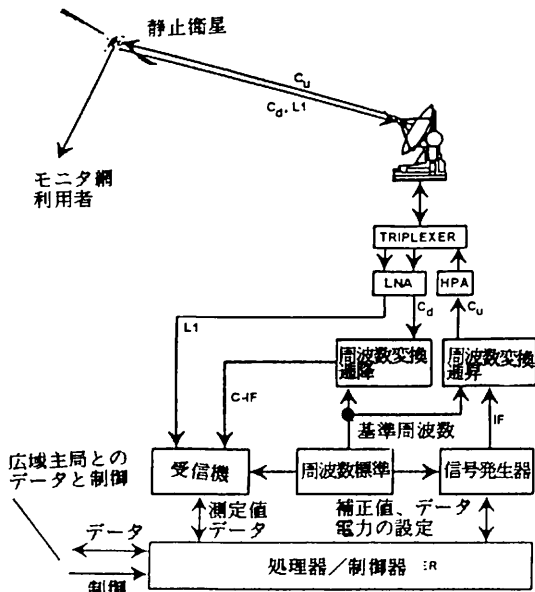 静止衛星
Cu
Cd, L1
モニタ網
利用者
TRIPLEXER
LNA
HPA
L1
Cd
Cu
周波数変換
逓降
周波数変換
逓昇
C-IF
IF
基準周波数
広域主局との
データと制御
受信機
周波数標準
信号発生器
測定値
データ
補正値、データ
電力の設定
データ
制御
処理器/制御器 ER